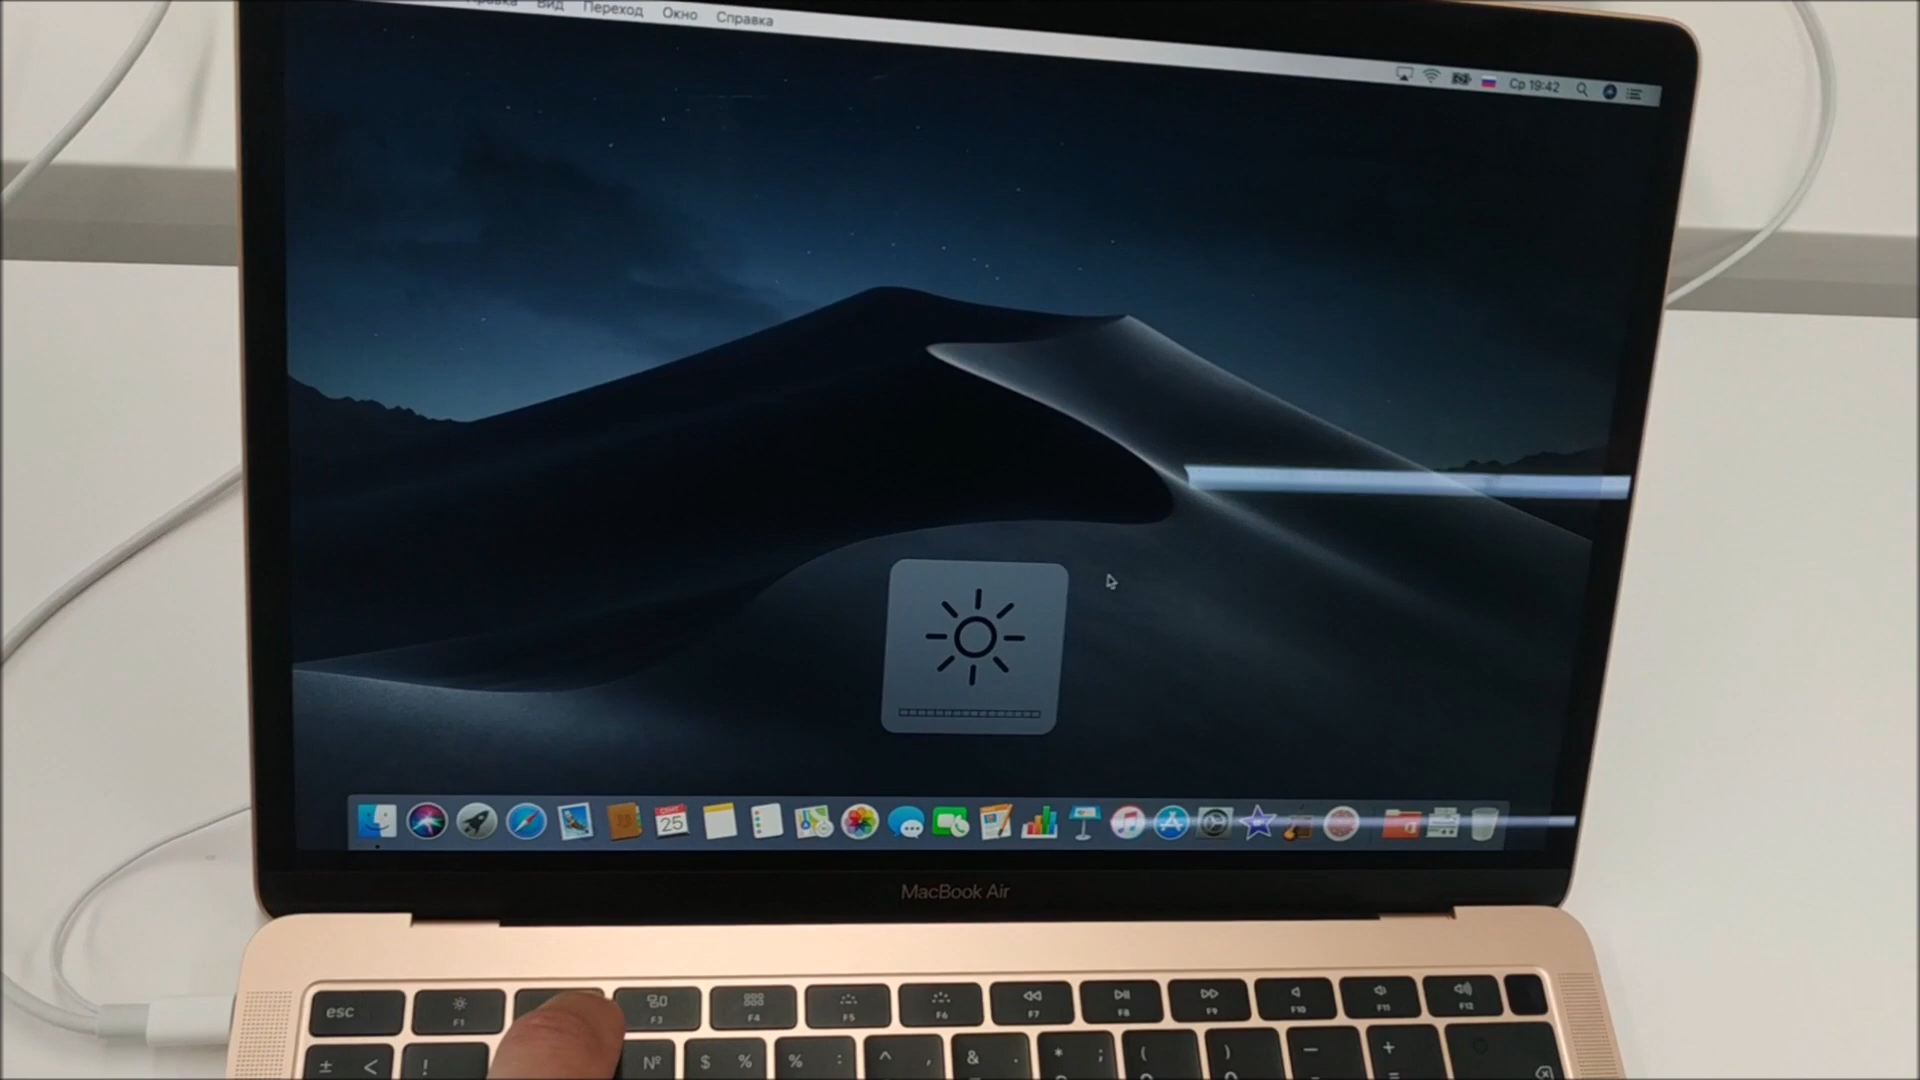 Вид Переход Окно Справка
Ср 19:42
СЕНТ
25
MacBook Air
esc F1 F3 F4 F5 F6 F7 F8 F9 F10 F11 F12
± < ! № $ % % : ^ , & . * ; ( ) – + =